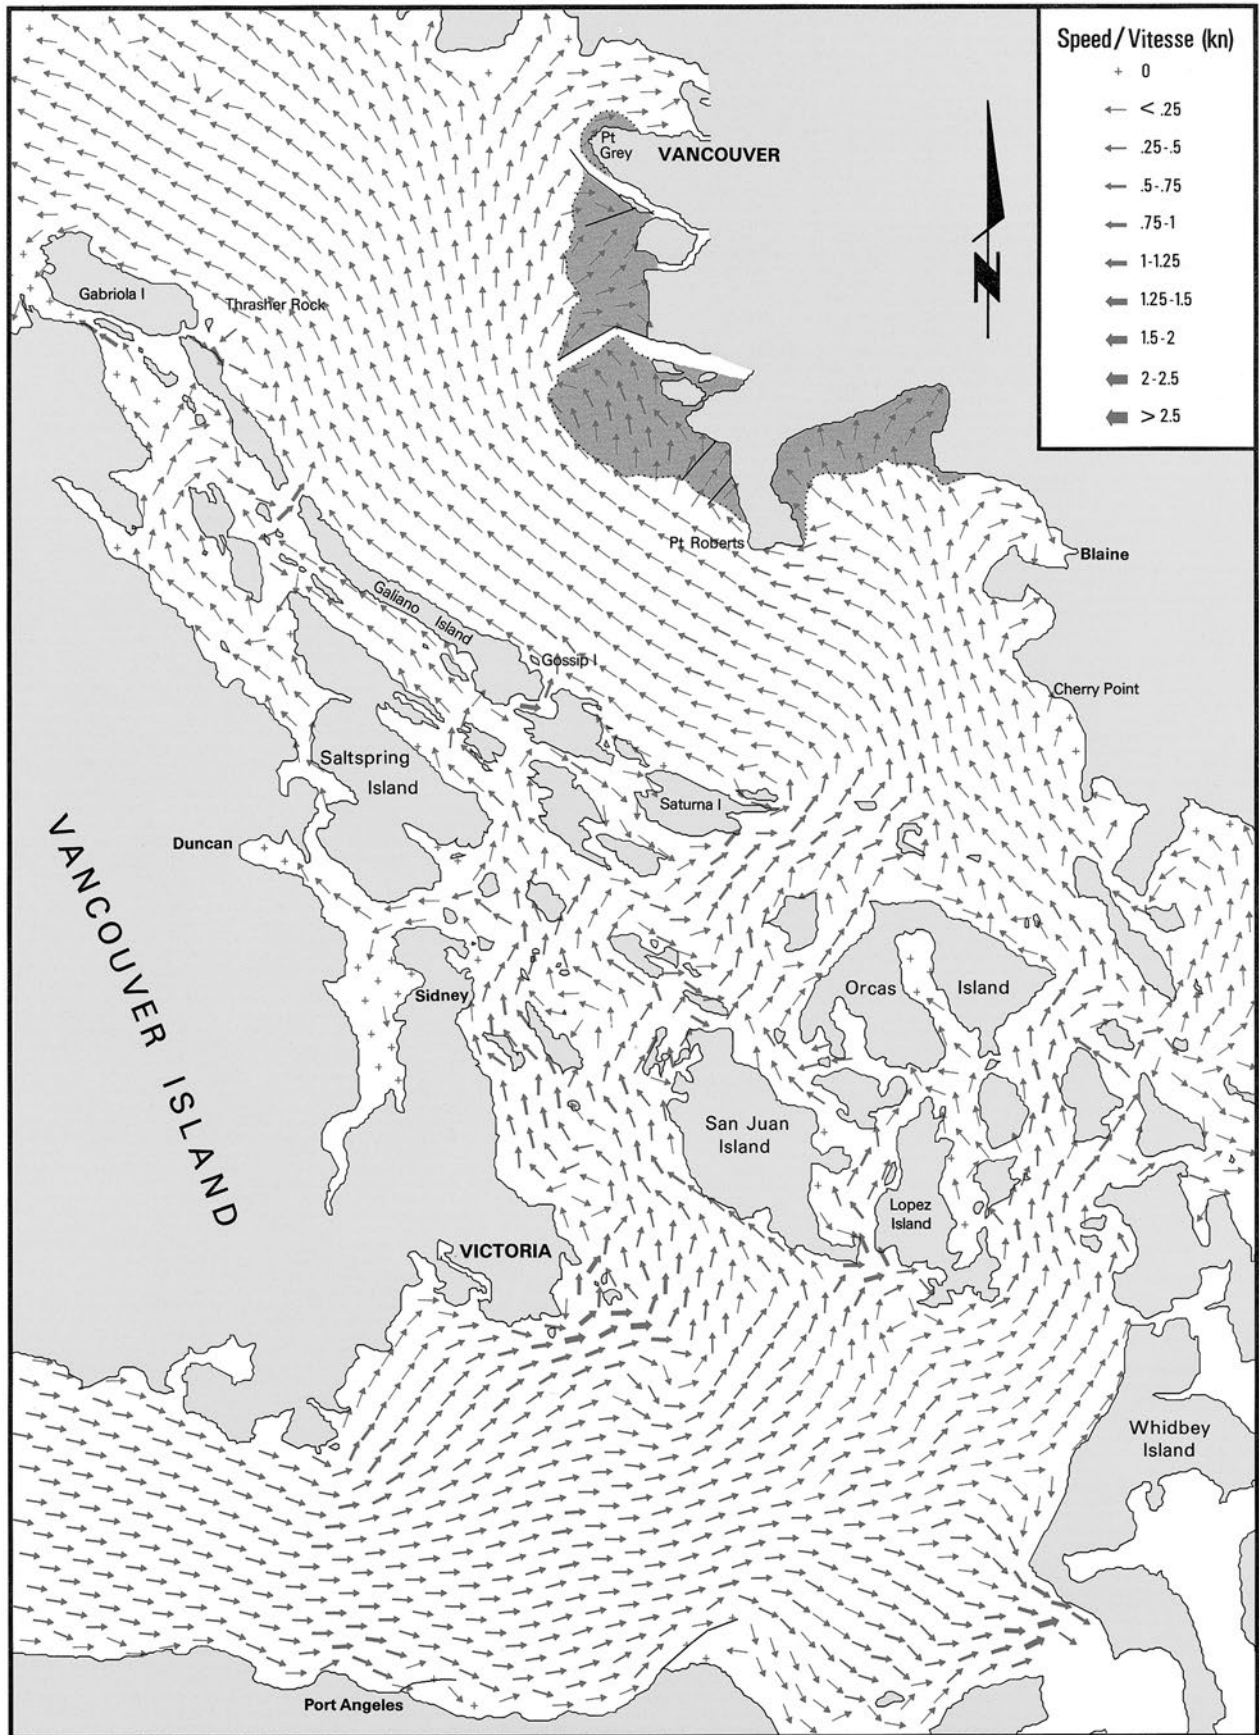 Speed/Vitesse (kn)
0
< .25
.25-.5
.5-.75
.75-1
1-1.25
1.25-1.5
1.5-2
2-2.5
> 2.5
N
Pt
Grey
VANCOUVER
Gabriola I
Thrasher Rock
Pt Roberts
Blaine
Galiano
Island
Gossip I
Cherry Point
Saltspring
Island
Saturna I
Duncan
VANCOUVER ISLAND
Sidney
Orcas Island
San Juan
Island
Lopez
Island
VICTORIA
Whidbey
Island
Port Angeles